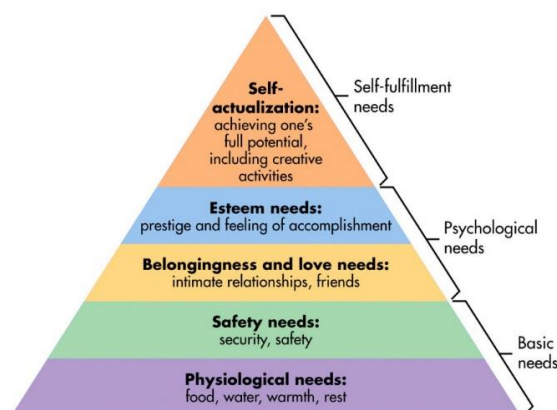 Self-
actualization:
achieving one's
full potential,
including creative
activities
Self-fulfillment
needs
Esteem needs:
prestige and feeling of accomplishment
Psychological
needs
Belongingness and love needs:
intimate relationships, friends
Safety needs:
security, safety
Basic
needs
Physiological needs:
food, water, warmth, rest